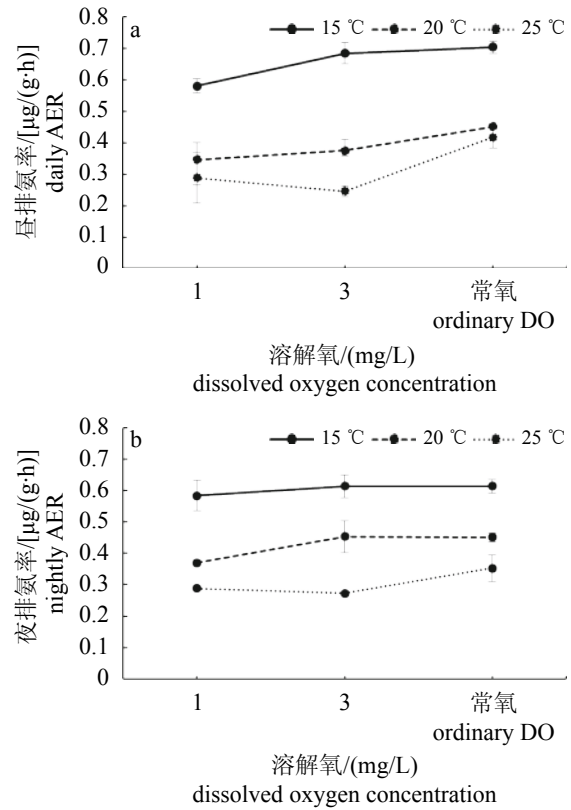 a
15 ℃ 20 ℃ 25 ℃
昼排氨率/[μg/(g·h)]
daily AER
0.8
0.7
0.6
0.5
0.4
0.3
0.2
0.1
0
1 3 常氧
ordinary DO
溶解氧/(mg/L)
dissolved oxygen concentration
b
15 ℃ 20 ℃ 25 ℃
夜排氨率/[μg/(g·h)]
nightly AER
0.8
0.7
0.6
0.5
0.4
0.3
0.2
0.1
0
1 3 常氧
ordinary DO
溶解氧/(mg/L)
dissolved oxygen concentration